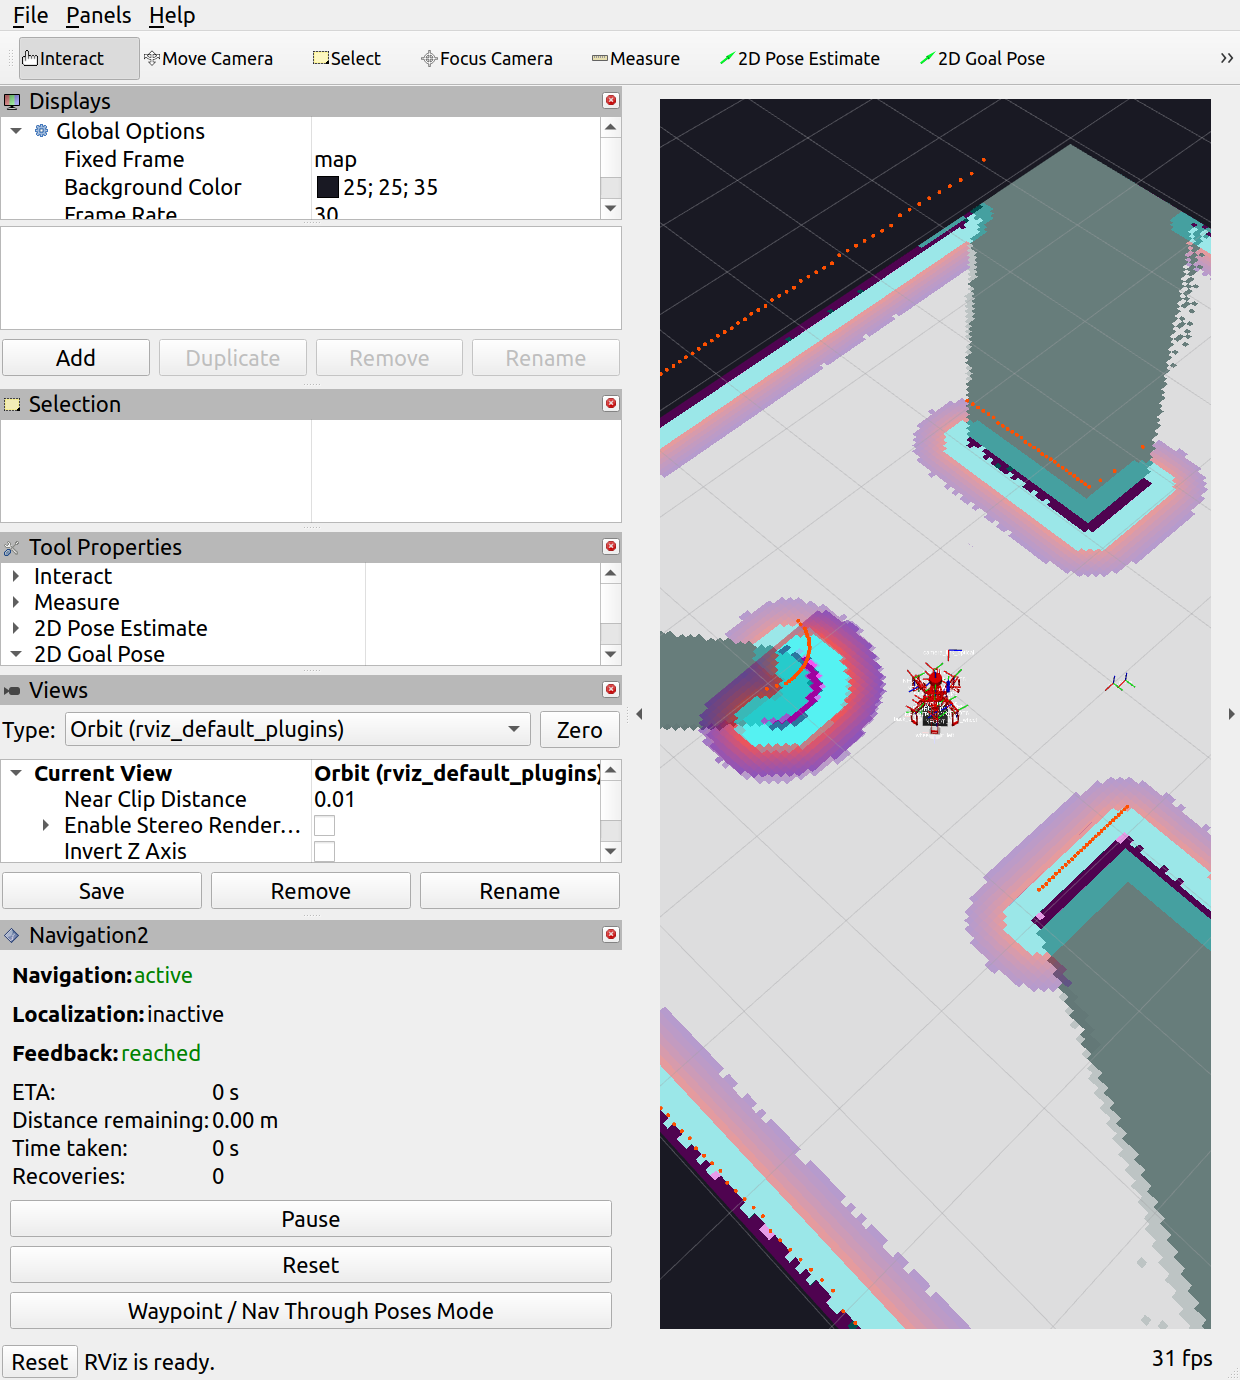 File Panels Help
Interact Move Camera Select Focus Camera Measure 2D Pose Estimate 2D Goal Pose
Displays
Global Options
Fixed Frame map
Background Color 25; 25; 35
Frame Rate 30
Add Duplicate Remove Rename
Selection
Tool Properties
Interact
Measure
2D Pose Estimate
2D Goal Pose
Views
Type: Orbit (rviz_default_plugins) Zero
Current View Orbit (rviz_default_plugins)
Near Clip Distance 0.01
Enable Stereo Render...
Invert Z Axis
Save Remove Rename
Navigation2
Navigation: active
Localization: inactive
Feedback: reached
ETA: 0 s
Distance remaining: 0.00 m
Time taken: 0 s
Recoveries: 0
Pause
Reset
Waypoint / Nav Through Poses Mode
Reset RViz is ready. 31 fps